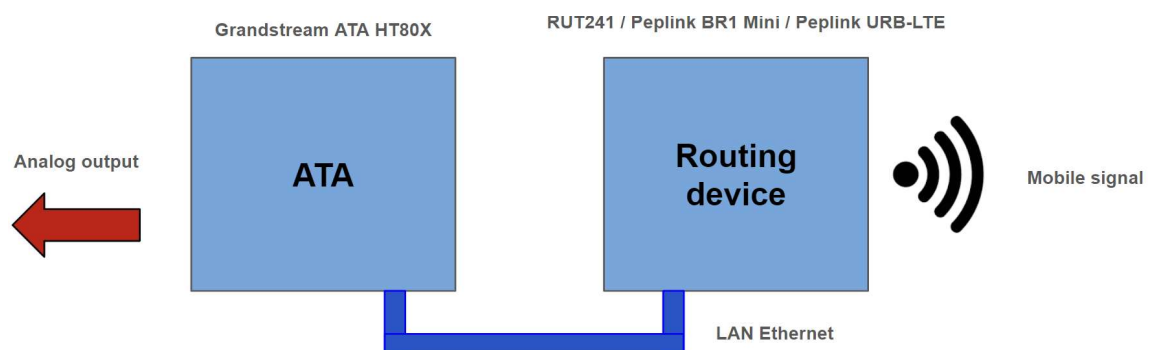 Grandstream ATA HT80X
RUT241 / Peplink BR1 Mini / Peplink URB-LTE
Analog output
ATA
Routing
device
Mobile signal
LAN Ethernet